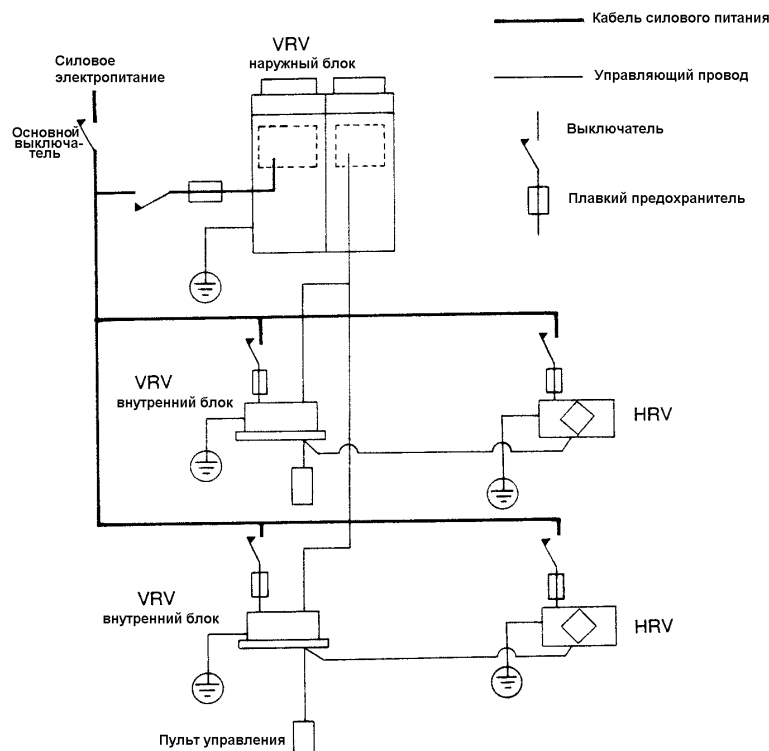 VRV
наружный блок
Кабель силового питания
Силовое
электропитание
Управляющий провод
Основной
выключа-
тель
Выключатель
Плавкий предохранитель
VRV
внутренний блок
HRV
VRV
внутренний блок
HRV
Пульт управления